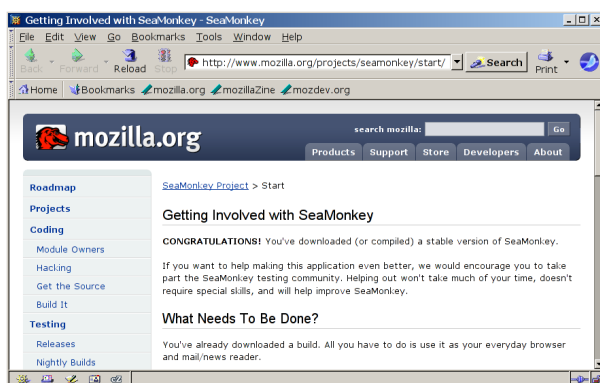 Getting Involved with SeaMonkey - SeaMonkey
File Edit View Go Bookmarks Tools Window Help
Back Forward Reload Stop http://www.mozilla.org/projects/seamonkey/start/ Search Print
Home Bookmarks mozilla.org mozillaZine mozdev.org
mozilla.org
search mozilla: Go
Products Support Store Developers About
Roadmap
Projects
Coding
Module Owners
Hacking
Get the Source
Build It
Testing
Releases
Nightly Builds
SeaMonkey Project > Start
Getting Involved with SeaMonkey
CONGRATULATIONS! You've downloaded (or compiled) a stable version of SeaMonkey.
If you want to help making this application even better, we would encourage you to take
part the SeaMonkey testing community. Helping out won't take much of your time, doesn't
require special skills, and will help improve SeaMonkey.
What Needs To Be Done?
You've already downloaded a build. All you have to do is use it as your everyday browser
and mail/news reader.